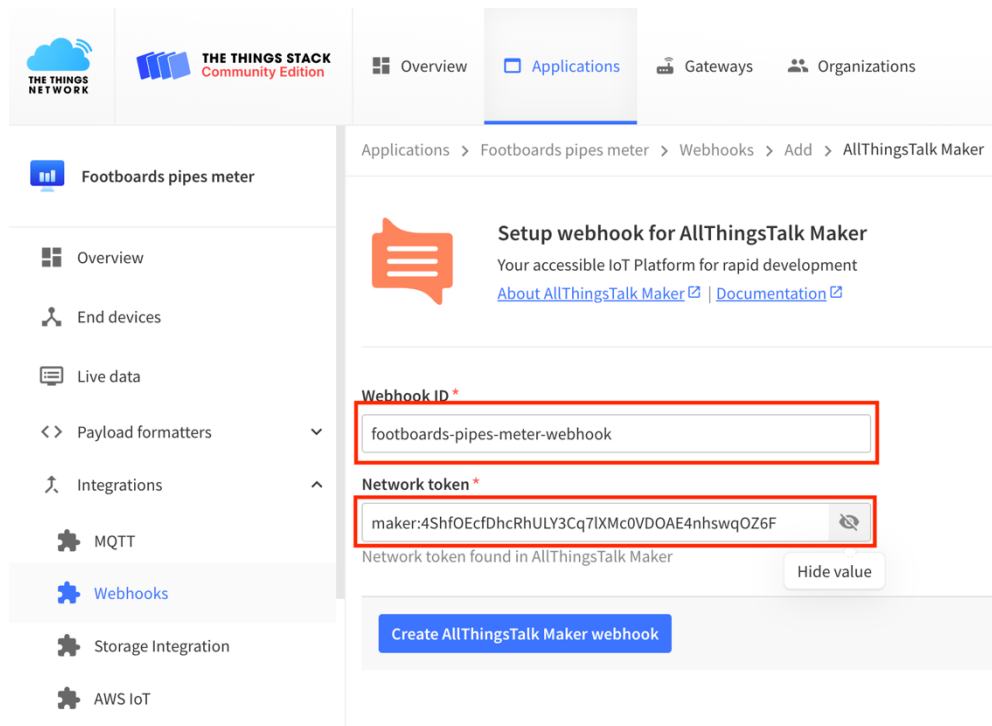 THE THINGS
NETWORK
THE THINGS STACK
Community Edition
Overview
Applications
Gateways
Organizations
Footboards pipes meter
Overview
End devices
Live data
Payload formatters
Integrations
MQTT
Webhooks
Storage Integration
AWS IoT
Applications > Footboards pipes meter > Webhooks > Add > AllThingsTalk Maker
Setup webhook for AllThingsTalk Maker
Your accessible IoT Platform for rapid development
About AllThingsTalk Maker | Documentation
Webhook ID *
footboards-pipes-meter-webhook
Network token *
maker:4ShfOEcfDhcRhULY3Cq7lXMc0VDOAE4nhswqOZ6F
Network token found in AllThingsTalk Maker
Hide value
Create AllThingsTalk Maker webhook